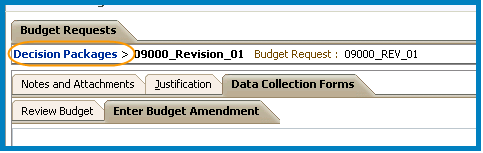 Budget Requests
Decision Packages > 09000_Revision_01 Budget Request : 09000_REV_01
Notes and Attachments Justification Data Collection Forms
Review Budget Enter Budget Amendment